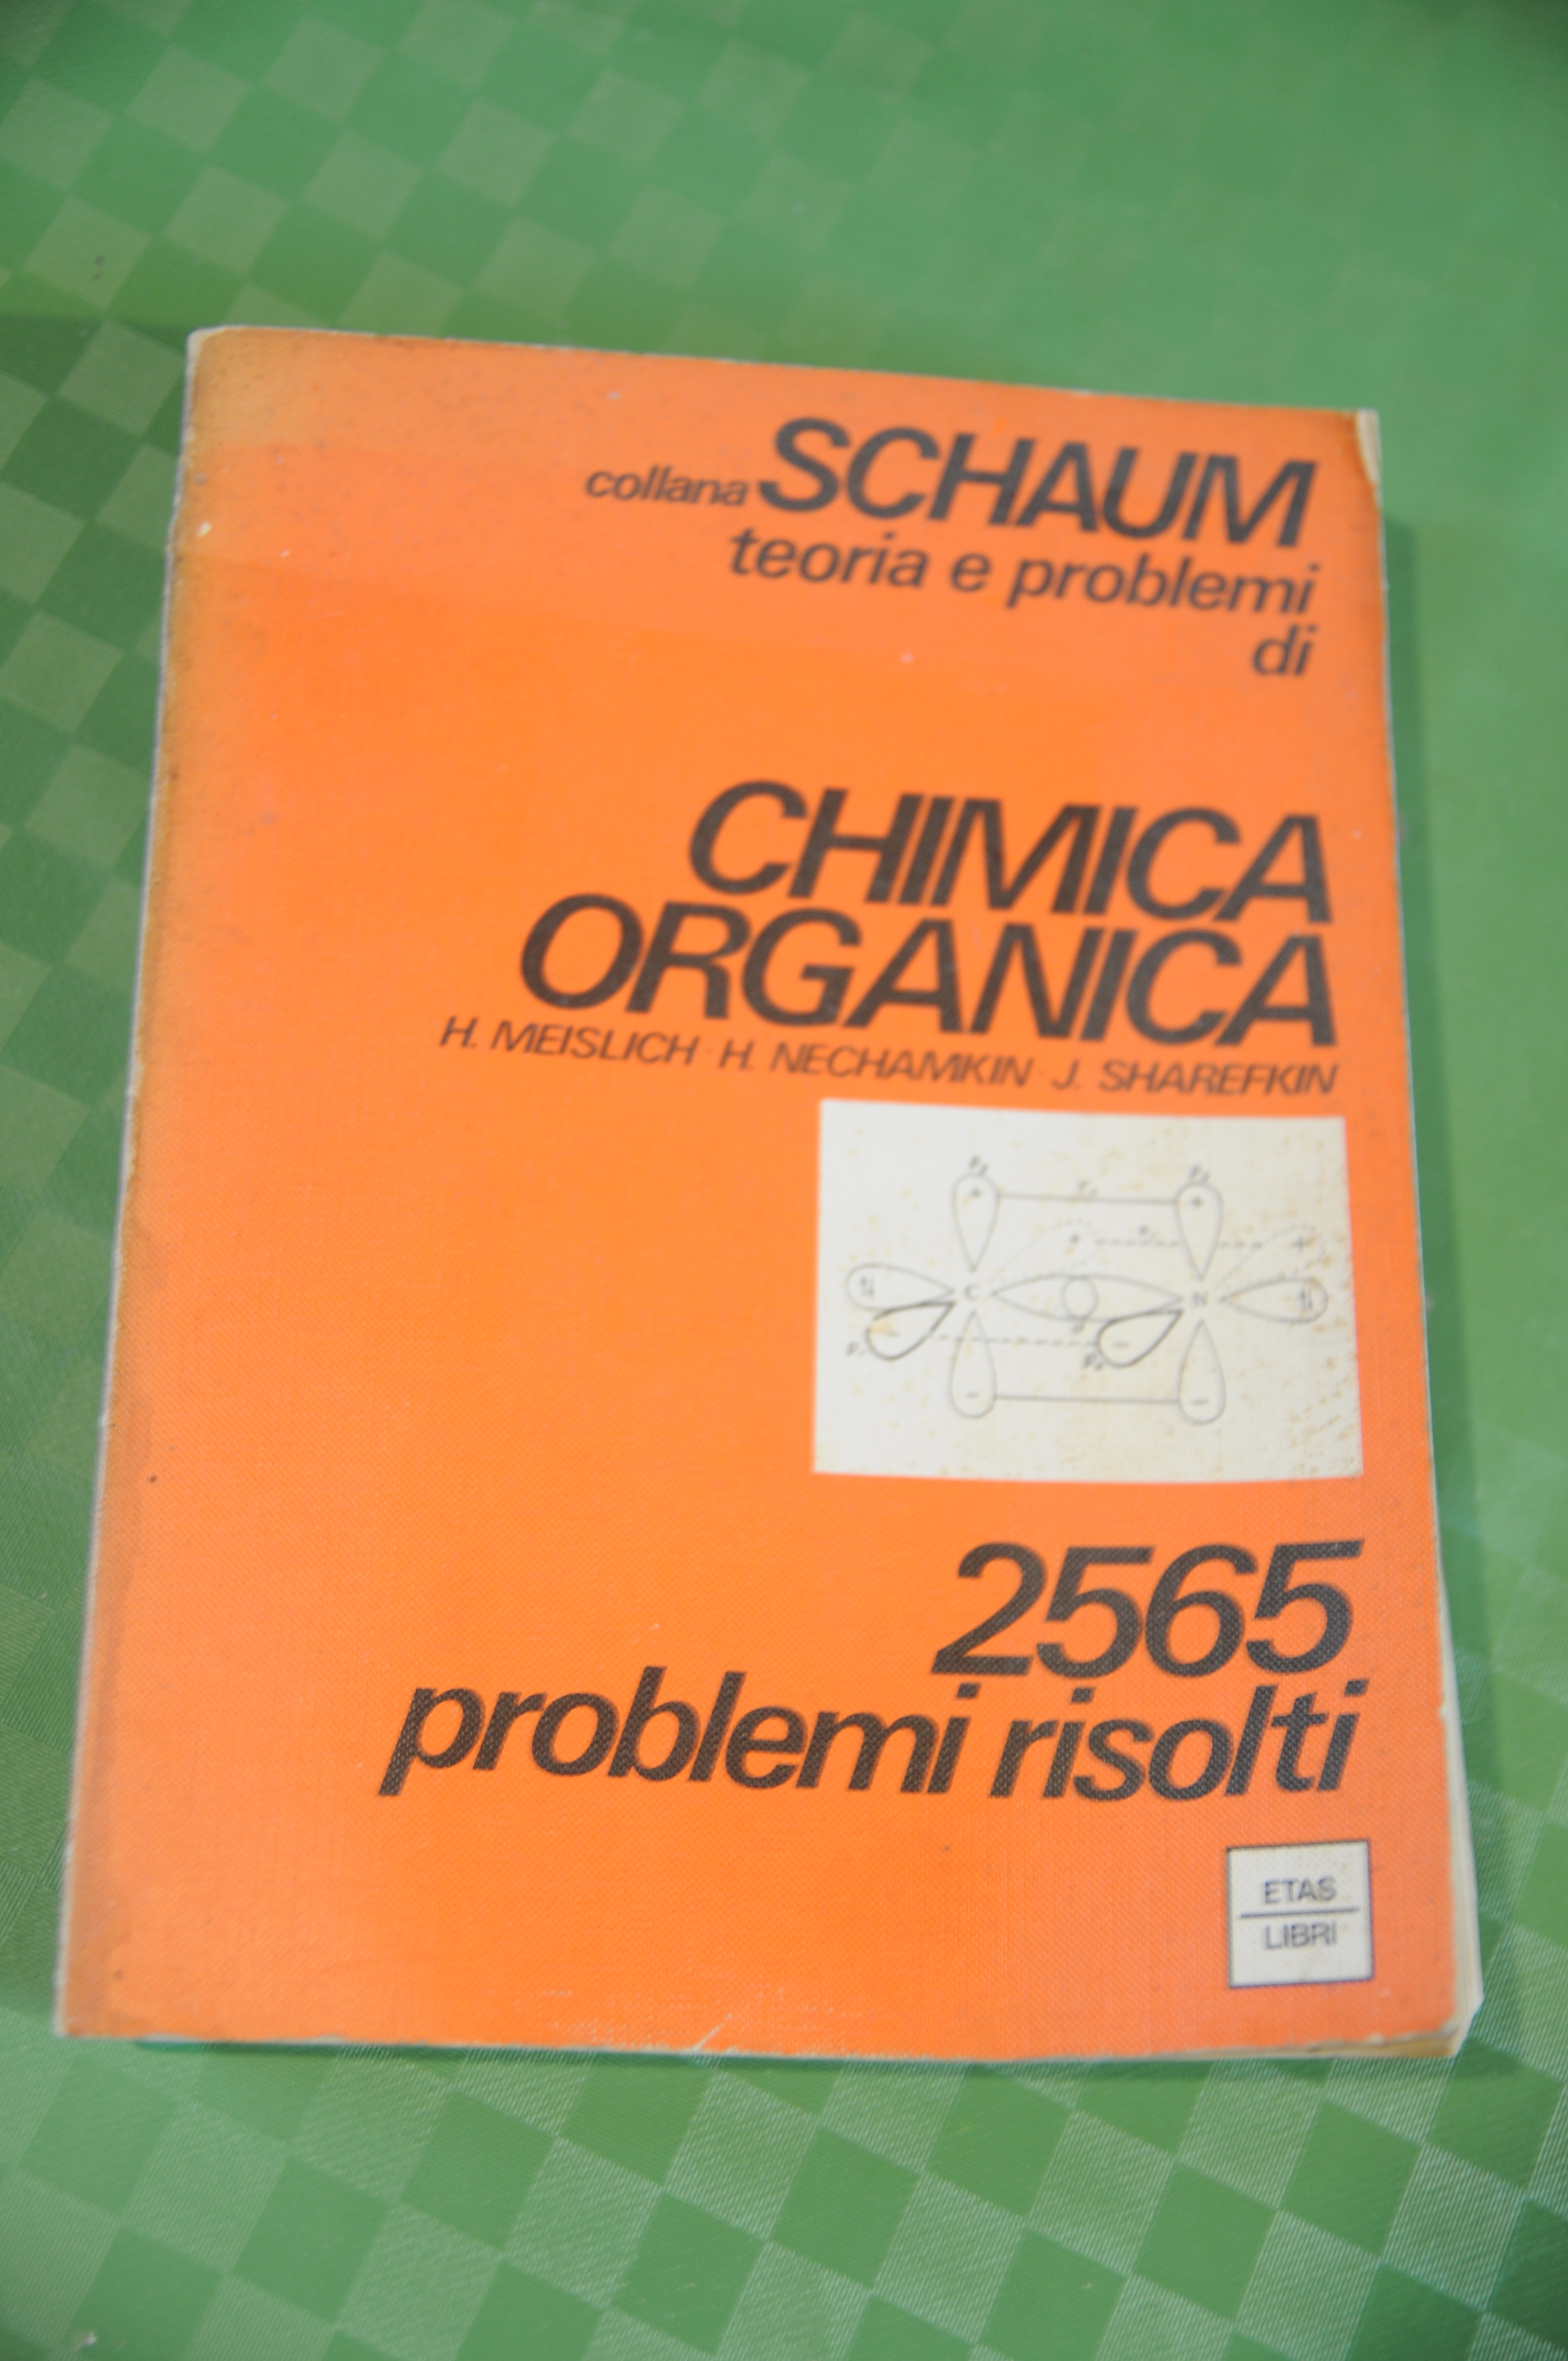 collana SCHAUM
teoria e problemi
di
CHIMICA
ORGANICA
H. MEISLICH · H. NECHAMKIN · J. SHAREFKIN
C
N
2565
problemi risolti
ETAS
LIBRI